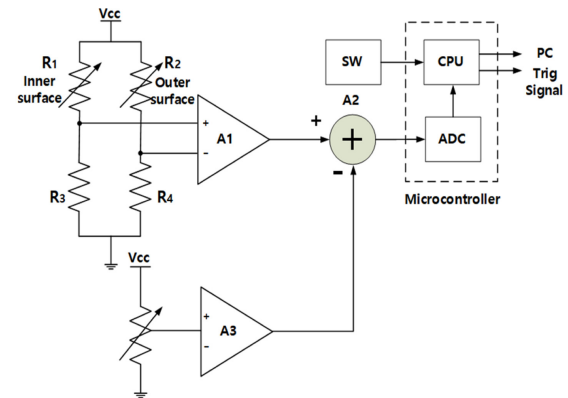 Vcc
R1
Inner
surface
R2
Outer
surface
+
-
A1
R3
R4
SW
CPU
PC
Trig
Signal
A2
+
+
-
ADC
Microcontroller
Vcc
+
-
A3